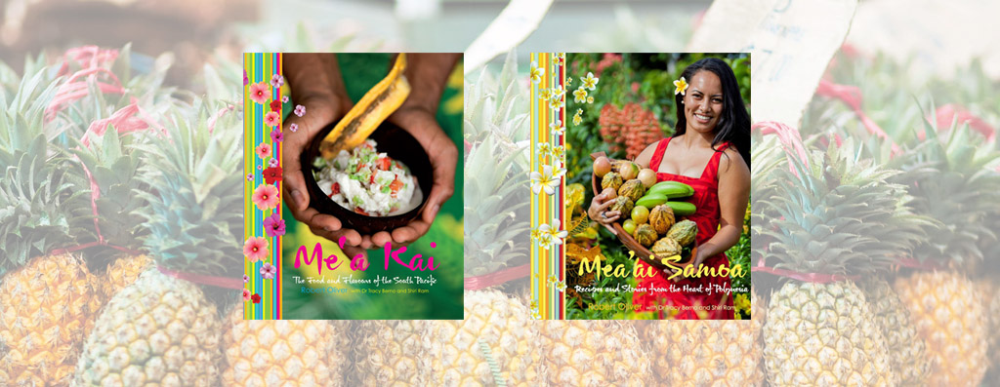 Me'a Kai
The Food and Flavours of the South Pacific
Robert Oliver with Dr Tracy Berno and Shiri Ram
Mea'ai Samoa
Recipes and Stories from the Heart of Polynesia
Robert Oliver with Dr Tracy Berno and Shiri Ram